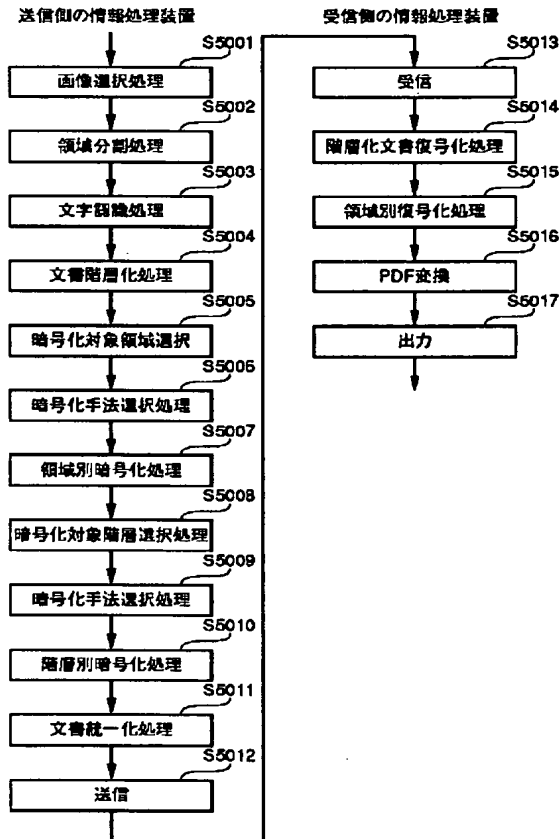 送信側の情報処理装置
S5001
画像選択処理
S5002
領域分割処理
S5003
文字認識処理
S5004
文書階層化処理
S5005
暗号化対象領域選択
S5006
暗号化手法選択処理
S5007
領域別暗号化処理
S5008
暗号化対象階層選択処理
S5009
暗号化手法選択処理
S5010
階層別暗号化処理
S5011
文書統一化処理
S5012
送信
受信側の情報処理装置
S5013
受信
S5014
階層化文書復号化処理
S5015
領域別復号化処理
S5016
PDF変換
S5017
出力